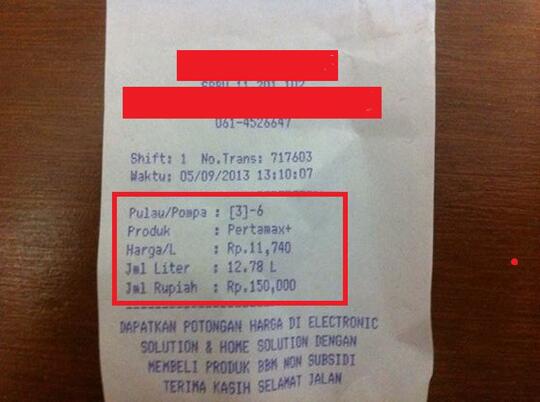 061-4526647
Shift: 1 No.Trans: 717603
Waktu: 05/09/2013 13:10:07
Pulau/Pompa : [3]-6
Produk : Pertamax+
Harga/L : Rp.11,740
Jml Liter : 12.78 L
Jml Rupiah : Rp.150,000
DAPATKAN POTONGAN HARGA DI ELECTRONIC
SOLUTION & HOME SOLUTION DENGAN
MEMBELI PRODUK BBM NON SUBSIDI
TERIMA KASIH SELAMAT JALAN